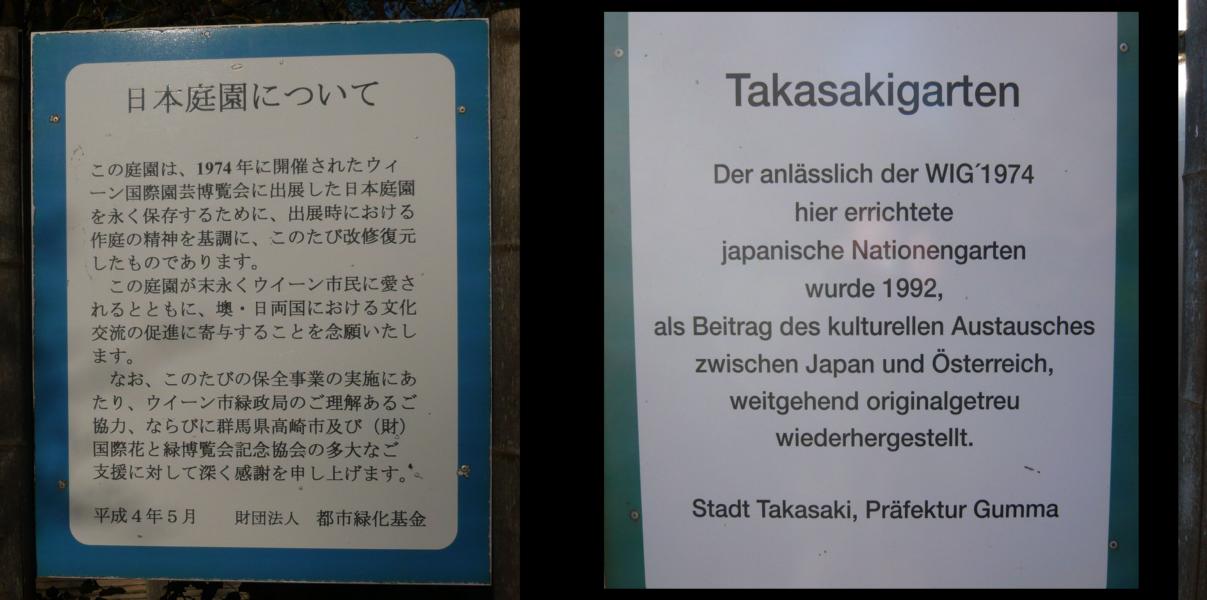 日本庭園について
この庭園は、1974年に開催されたウィ
ーン国際園芸博覧会に出展した日本庭園
を永く保存するために、出展時における
作庭の精神を基調に、このたび改修復元
したものであります。
この庭園が末永くウイーン市民に愛さ
れるとともに、墺・日両国における文化
交流の促進に寄与することを念願いたし
ます。
なお、このたびの保全事業の実施にあ
たり、ウイーン市緑政局のご理解あるご
協力、ならびに群馬県高崎市及び（財）
国際花と緑博覧会記念協会の多大なご
支援に対して深く感謝を申し上げます。
平成４年５月 財団法人 都市緑化基金
Takasakigarten
Der anlässlich der WIG´1974
hier errichtete
japanische Nationengarten
wurde 1992,
als Beitrag des kulturellen Austausches
zwischen Japan und Österreich,
weitgehend originalgetreu
wiederhergestellt.
Stadt Takasaki, Präfektur Gumma